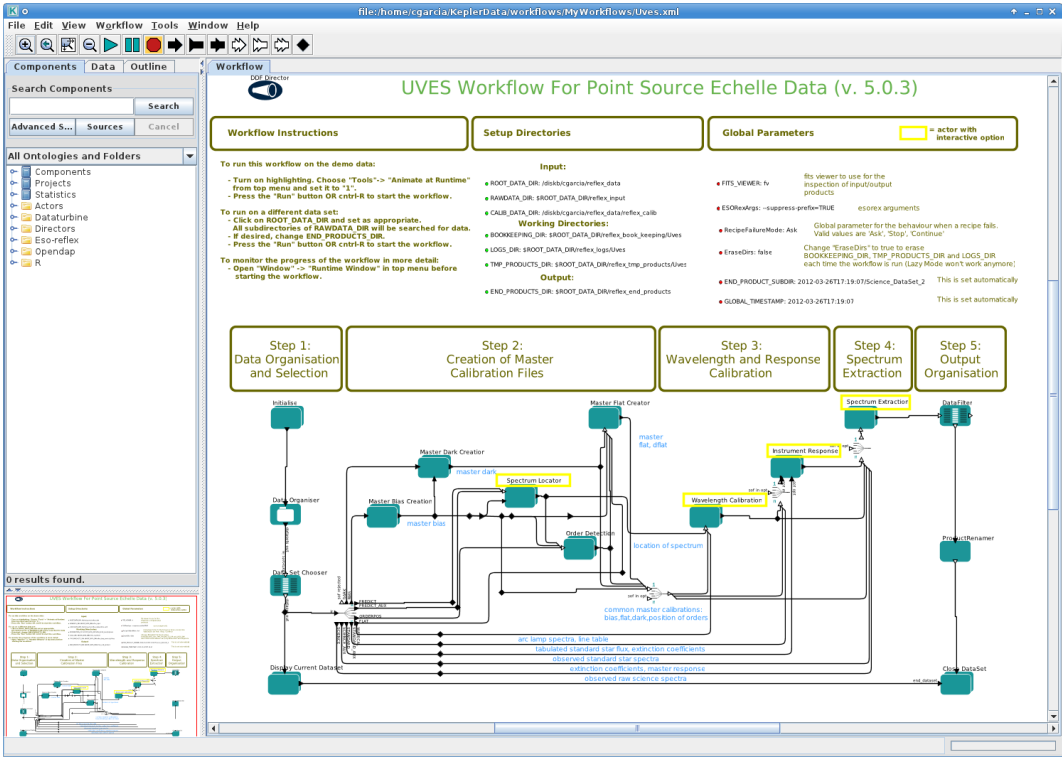 file:/home/cgarcia/KeplerData/workflows/MyWorkflows/Uves.xml
File Edit View Workflow Tools Window Help
Components Data Outline
Workflow
Search Components
Search
Advanced S... Sources Cancel
All Ontologies and Folders
Components
Projects
Statistics
Actors
Dataturbine
Directors
Eso-reflex
Opendap
R
0 results found.
DDF Director
UVES Workflow For Point Source Echelle Data (v. 5.0.3)
Workflow Instructions
Setup Directories
Global Parameters
= actor with
interactive option
To run this workflow on the demo data:
- Turn on highlighting. Choose "Tools"-> "Animate at Runtime"
from top menu and set it to "1".
- Press the "Run" button OR cntrl-R to start the workflow.
To run on a different data set:
- Click on ROOT_DATA_DIR and set as appropriate.
All subdirectories of RAWDATA_DIR will be searched for data.
- If desired, change END_PRODUCTS_DIR.
- Press the "Run" button OR cntrl-R to start the workflow.
To monitor the progress of the workflow in more detail:
- Open "Window" -> "Runtime Window" in top menu before
starting the workflow.
Input:
ROOT_DATA_DIR: /diskb/cgarcia/reflex_data
RAWDATA_DIR: $ROOT_DATA_DIR/reflex_input
CALIB_DATA_DIR: /diskb/cgarcia/reflex_data/reflex_calib
Working Directories:
BOOKKEEPING_DIR: $ROOT_DATA_DIR/reflex_book_keeping/Uves
LOGS_DIR: $ROOT_DATA_DIR/reflex_logs/Uves
TMP_PRODUCTS_DIR: $ROOT_DATA_DIR/reflex_tmp_products/Uves
Output:
END_PRODUCTS_DIR: $ROOT_DATA_DIR/reflex_end_products
FITS_VIEWER: fv
fits viewer to use for the
inspection of input/output
products
ESORexArgs: --suppress-prefix=TRUE esorex arguments
RecipeFailureMode: Ask
Global parameter for the behaviour when a recipe fails.
Valid values are 'Ask', 'Stop', 'Continue'
EraseDirs: false
Change "EraseDirs" to true to erase
BOOKKEEPING_DIR, TMP_PRODUCTS_DIR and LOGS_DIR
each time the workflow is run (Lazy Mode won't work anymore)
END_PRODUCT_SUBDIR: 2012-03-26T17:19:07/Science_DataSet_2 This is set automatically
GLOBAL_TIMESTAMP: 2012-03-26T17:19:07 This is set automatically
Step 1:
Data Organisation
and Selection
Step 2:
Creation of Master
Calibration Files
Step 3:
Wavelength and Response
Calibration
Step 4:
Spectrum
Extraction
Step 5:
Output
Organisation
Initialise
Master Flat Creator
Spectrum Extraction
DataFilter
master
flat, dflat
Master Dark Creation
Instrument Response
master dark
Spectrum Locator
Data Organiser
Master Bias Creation
Wavelength Calibration
master bias
Order Detection
location of spectrum
ProductRenamer
Data Set Chooser
PREDICT
PREDICT ALR
common master calibrations:
bias,flat,dark,position of orders
arc lamp spectra, line table
tabulated standard star flux, extinction coefficients
observed standard star spectra
extinction coefficients, master response
observed raw science spectra
Display Current Dataset
Close DataSet
end_dataset